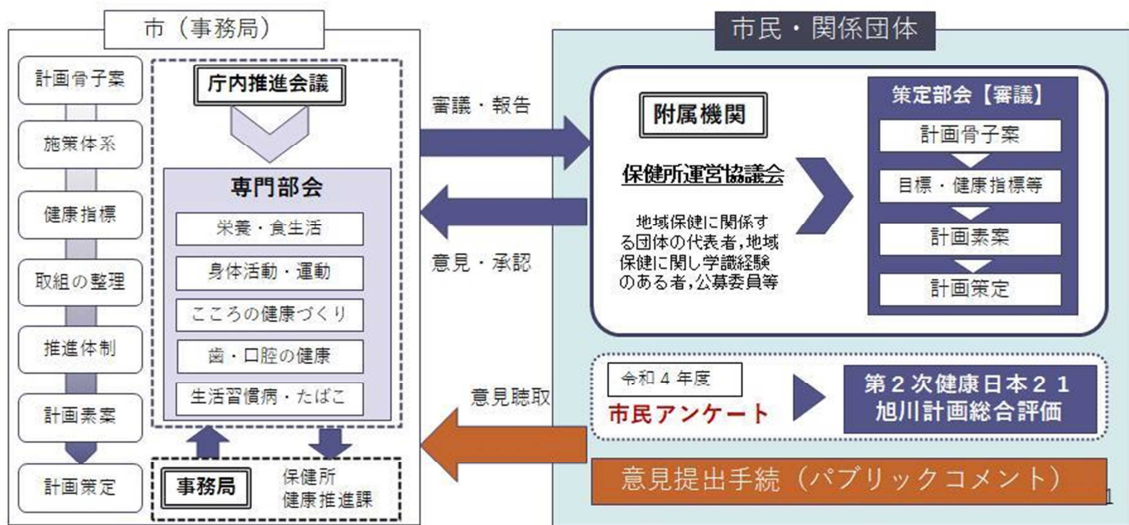 市（事務局）
計画骨子案
施策体系
健康指標
取組の整理
推進体制
計画素案
計画策定
庁内推進会議
専門部会
栄養・食生活
身体活動・運動
こころの健康づくり
歯・口腔の健康
生活習慣病・たばこ
事務局
保健所
健康推進課
審議・報告
意見・承認
意見聴取
市民・関係団体
附属機関
保健所運営協議会
地域保健に関係す
る団体の代表者,地域
保健に関し学識経験
のある者,公募委員等
策定部会【審議】
計画骨子案
目標・健康指標等
計画素案
計画策定
令和４年度
市民アンケート
第２次健康日本２１
旭川計画総合評価
意見提出手続（パブリックコメント）
1